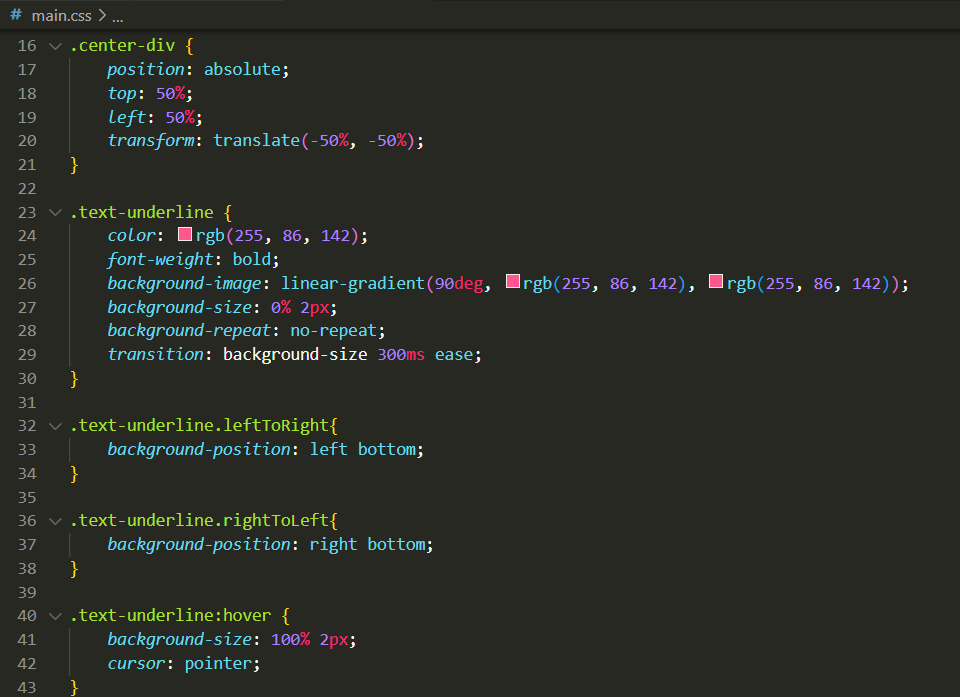 # main.css > ...
16 .center-div {
17 position: absolute;
18 top: 50%;
19 left: 50%;
20 transform: translate(-50%, -50%);
21 }
22
23 .text-underline {
24 color: rgb(255, 86, 142);
25 font-weight: bold;
26 background-image: linear-gradient(90deg, rgb(255, 86, 142), rgb(255, 86, 142));
27 background-size: 0% 2px;
28 background-repeat: no-repeat;
29 transition: background-size 300ms ease;
30 }
31
32 .text-underline.leftToRight{
33 background-position: left bottom;
34 }
35
36 .text-underline.rightToLeft{
37 background-position: right bottom;
38 }
39
40 .text-underline:hover {
41 background-size: 100% 2px;
42 cursor: pointer;
43 }